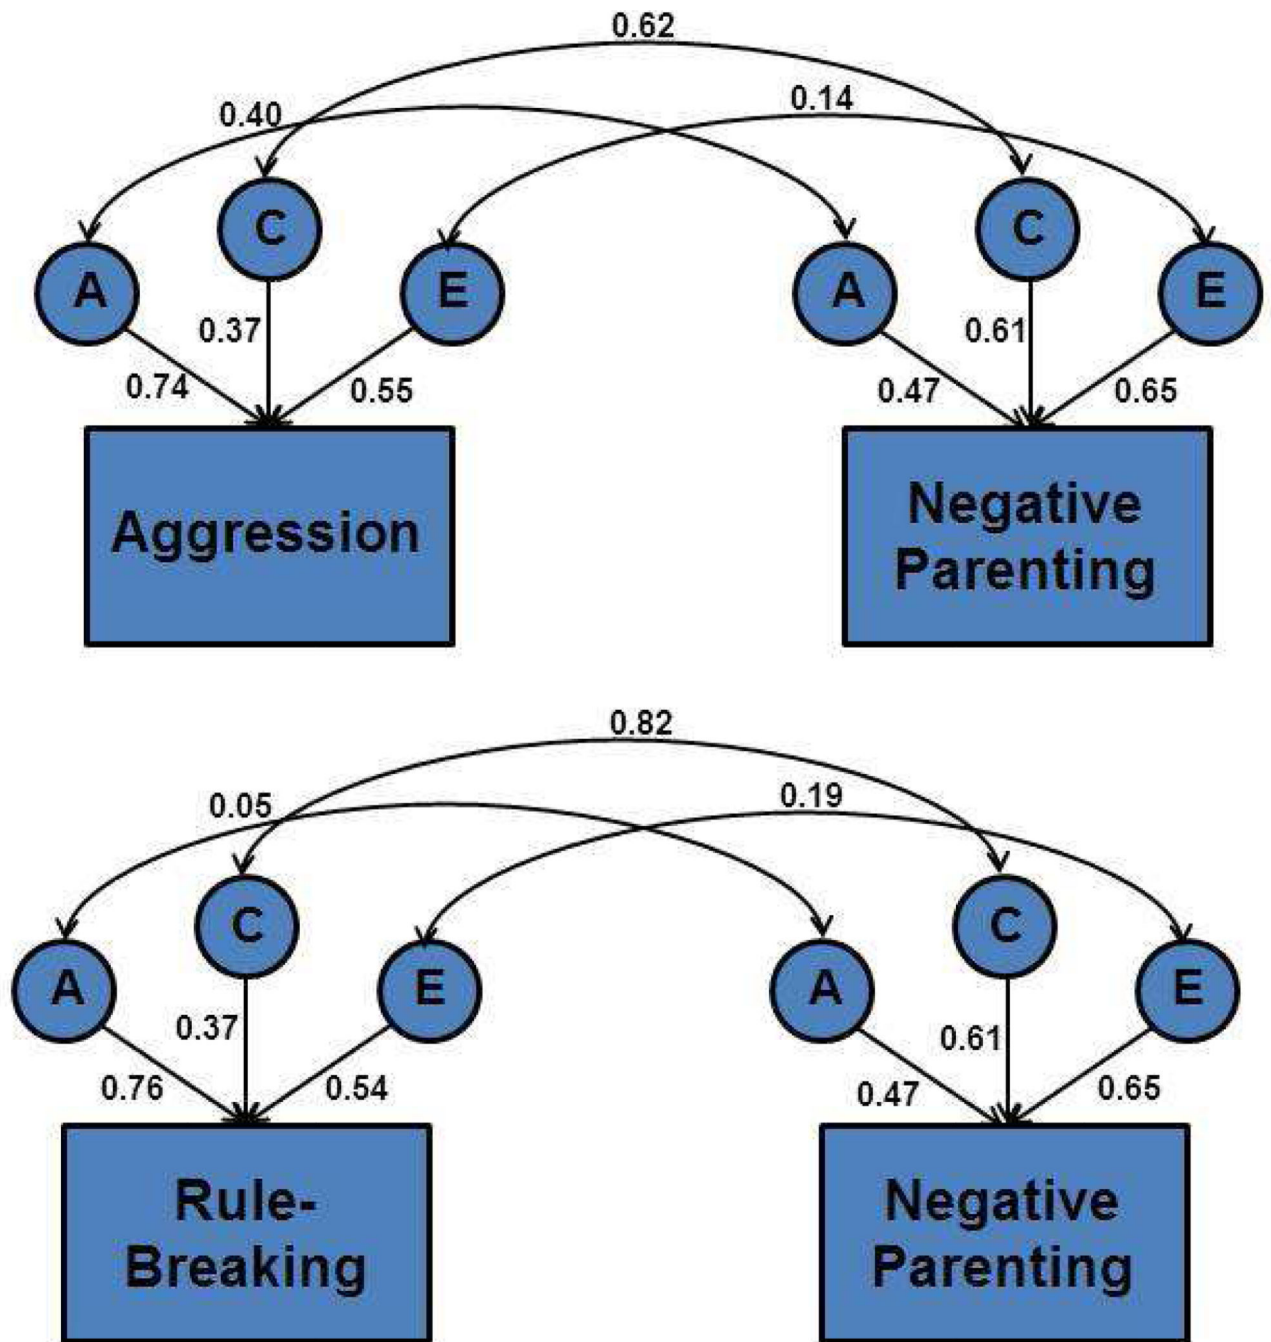 0.62
0.40
0.14
C
C
A
E
A
E
0.37
0.61
0.74
0.55
0.47
0.65
Aggression
Negative
Parenting
0.82
0.05
0.19
C
C
A
E
A
E
0.37
0.61
0.76
0.54
0.47
0.65
Rule-
Breaking
Negative
Parenting